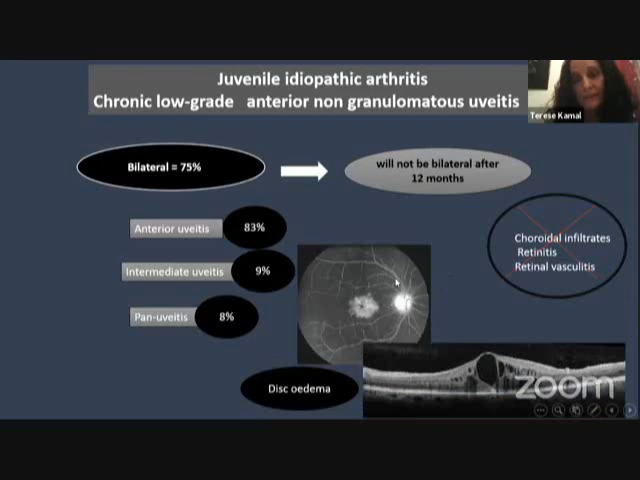 Juvenile idiopathic arthritis
Chronic low-grade anterior non granulomatous uveitis
Terese Kamal
Bilateral = 75%
will not be bilateral after
12 months
Anterior uveitis
83%
Intermediate uveitis
9%
Pan-uveitis
8%
Choroidal infiltrates
Retinitis
Retinal vasculitis
Disc oedema
zoom